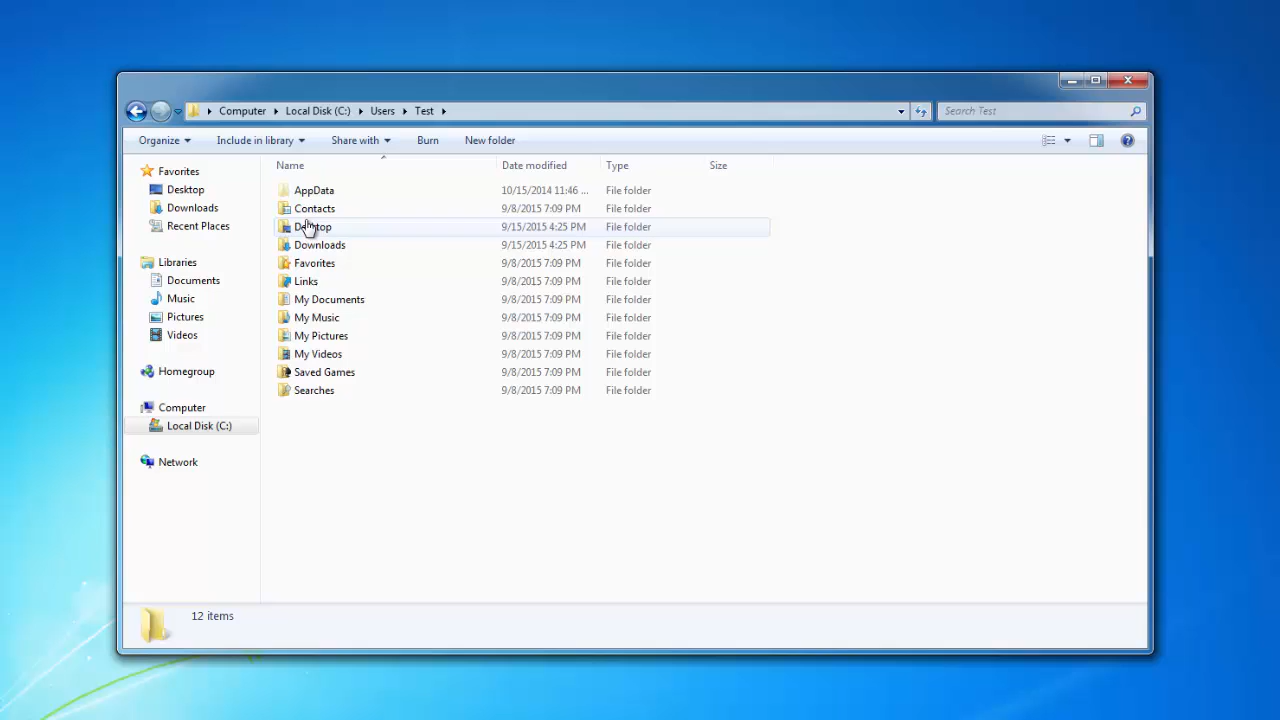 Computer Local Disk (C:) Users Test
Search Test
Organize Include in library Share with Burn New folder
Favorites
Desktop
Downloads
Recent Places
Libraries
Documents
Music
Pictures
Videos
Homegroup
Computer
Local Disk (C:)
Network
Name Date modified Type Size
AppData 10/15/2014 11:46 ... File folder
Contacts 9/8/2015 7:09 PM File folder
Desktop 9/15/2015 4:25 PM File folder
Downloads 9/15/2015 4:25 PM File folder
Favorites 9/8/2015 7:09 PM File folder
Links 9/8/2015 7:09 PM File folder
My Documents 9/8/2015 7:09 PM File folder
My Music 9/8/2015 7:09 PM File folder
My Pictures 9/8/2015 7:09 PM File folder
My Videos 9/8/2015 7:09 PM File folder
Saved Games 9/8/2015 7:09 PM File folder
Searches 9/8/2015 7:09 PM File folder
12 items